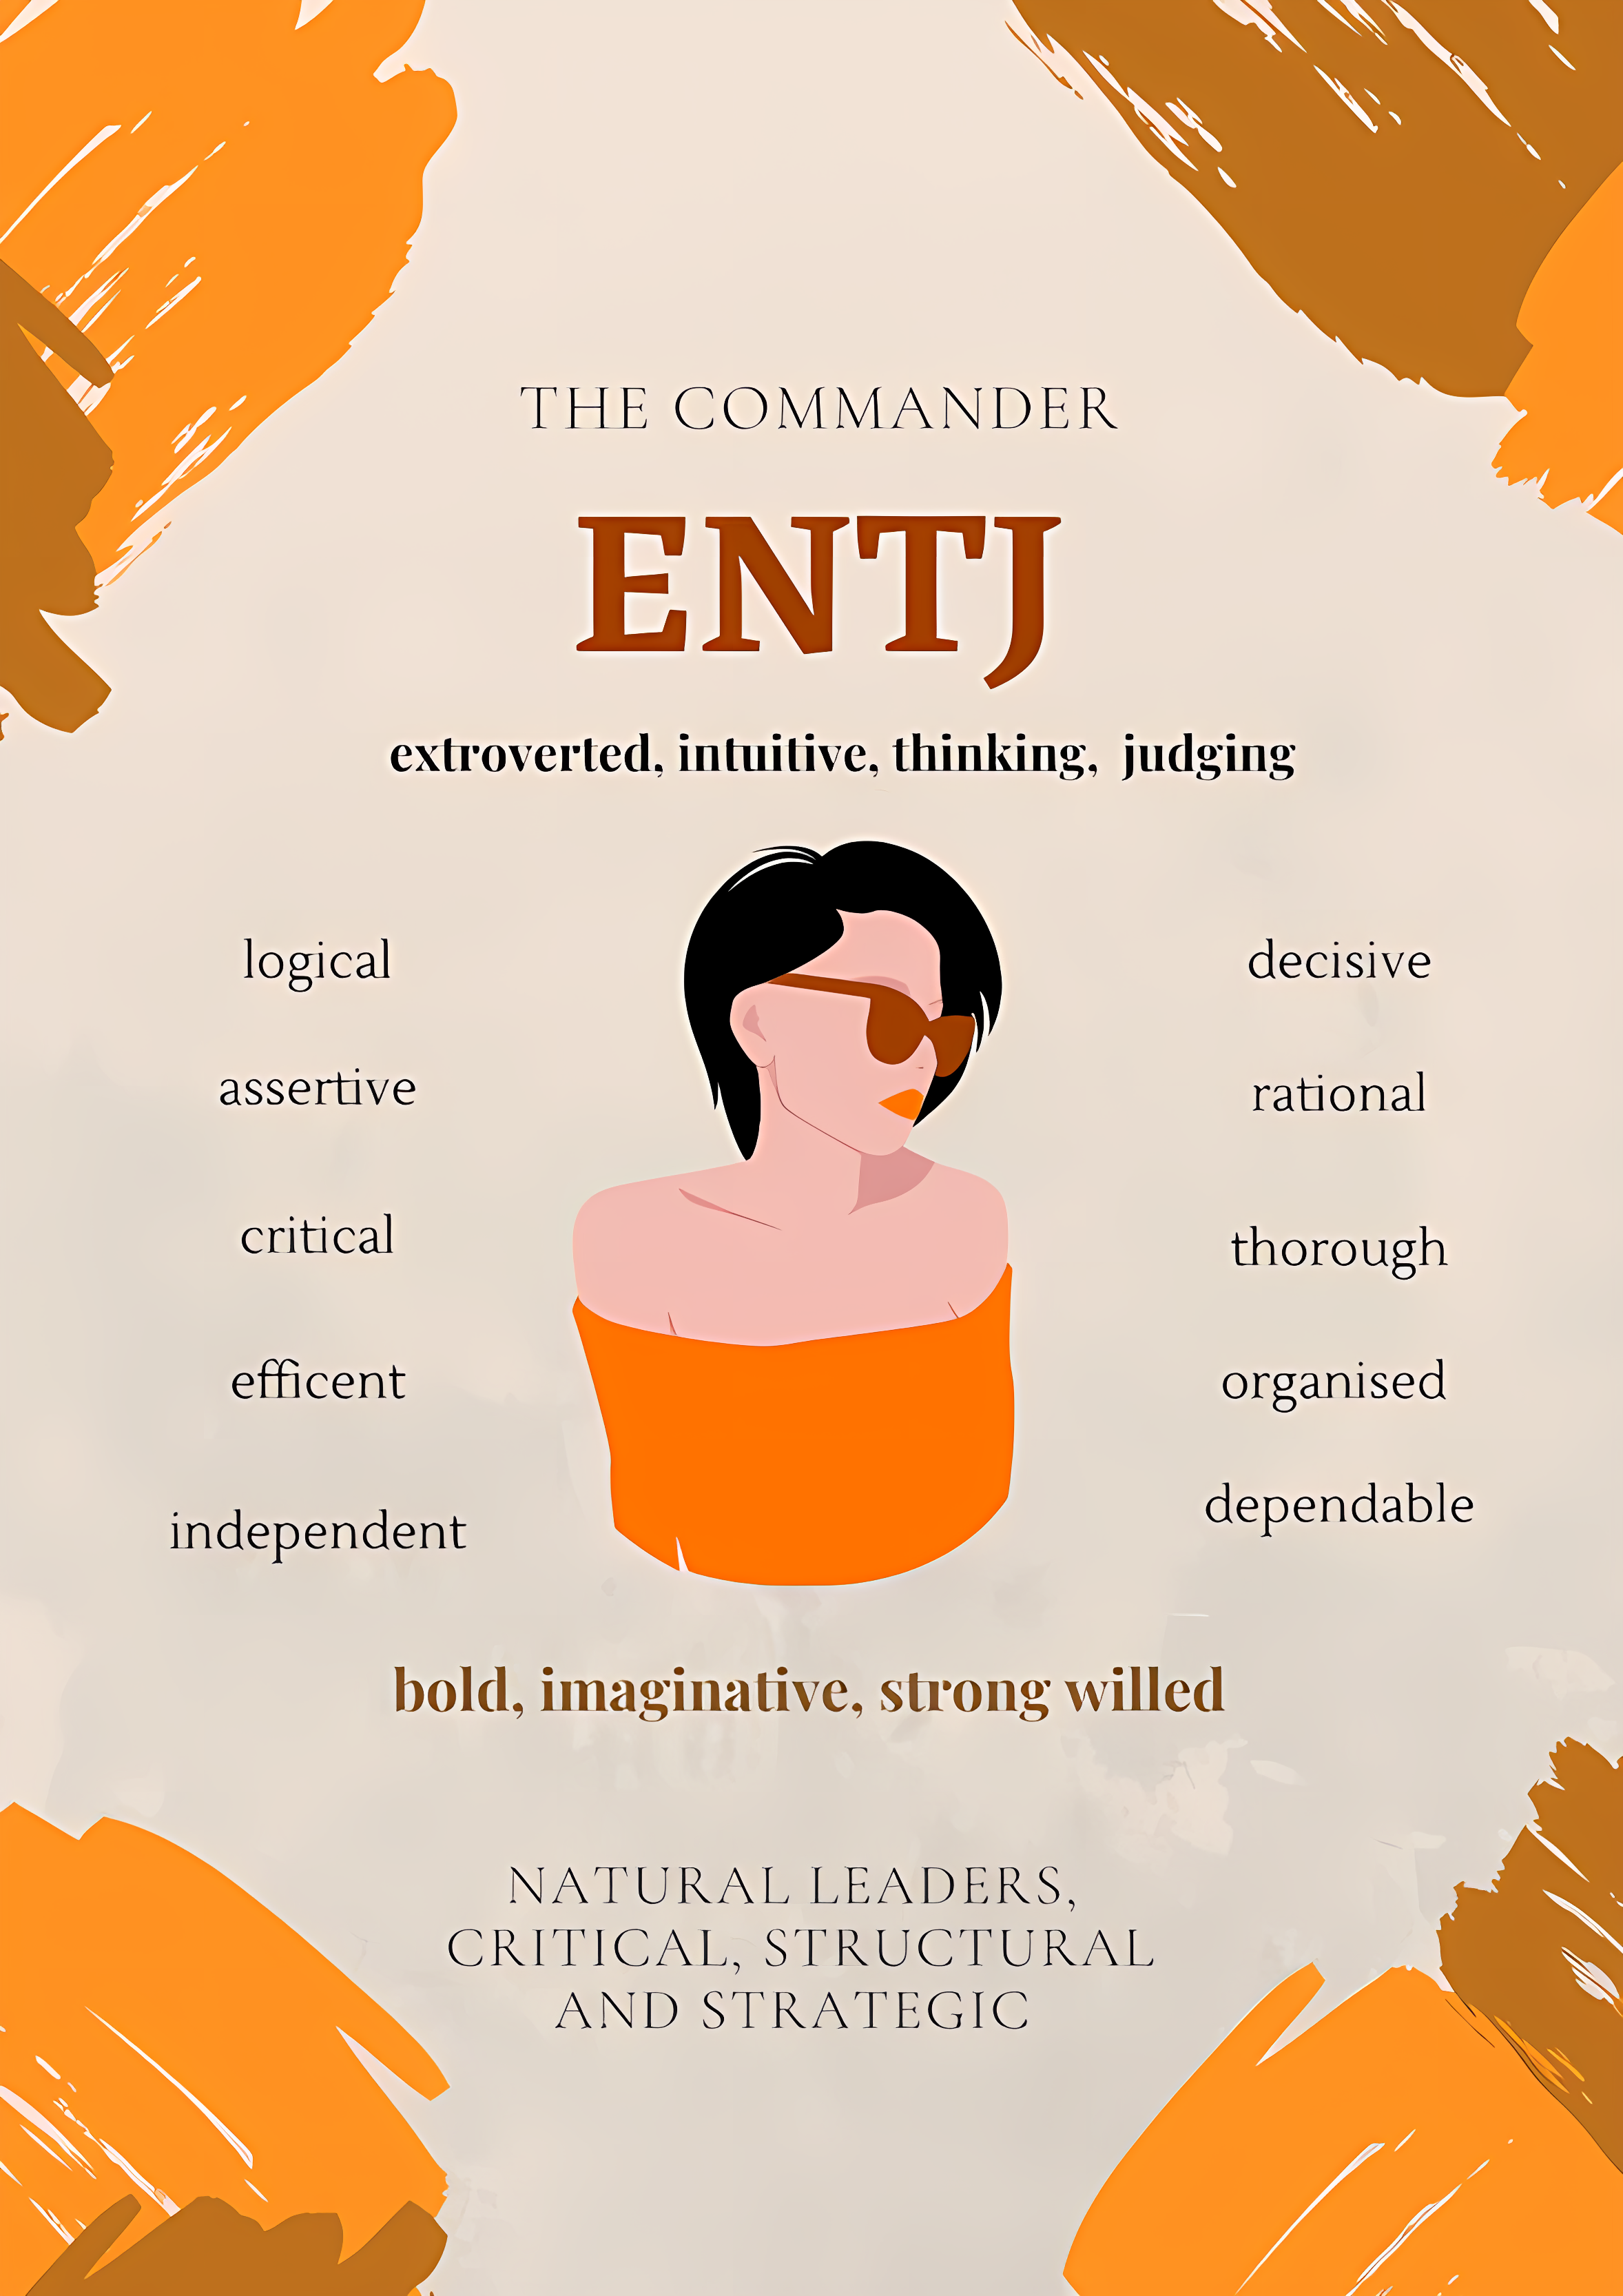 THE COMMANDER
ENTJ
extroverted, intuitive, thinking, judging
logical
assertive
critical
efficent
independent
decisive
rational
thorough
organised
dependable
bold, imaginative, strong willed
NATURAL LEADERS,
CRITICAL, STRUCTURAL
AND STRATEGIC